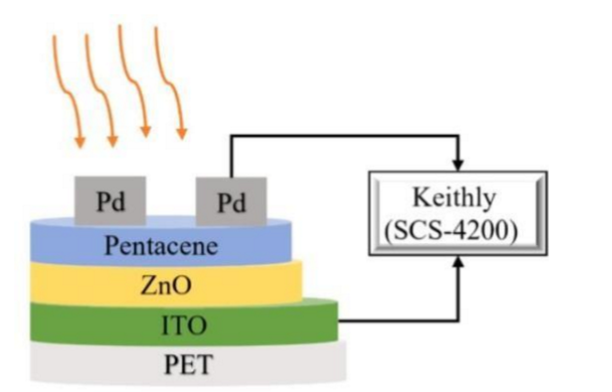 Pd
Pd
Keithly
(SCS-4200)
Pentacene
ZnO
ITO
PET